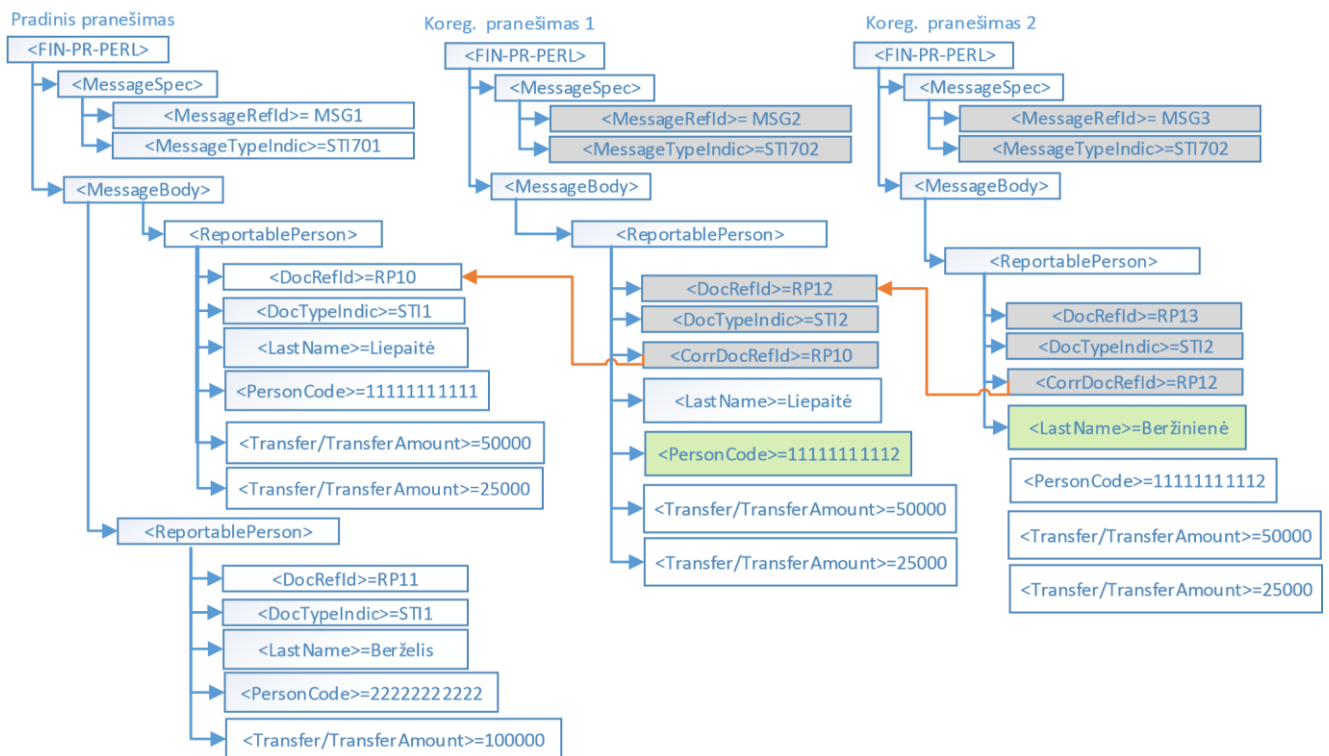 Pradinis pranešimas
<FIN-PR-PERL>
<MessageSpec>
<MessageRefId>= MSG1
<MessageTypeIndic>=STI701
<MessageBody>
<ReportablePerson>
<DocRefId>=RP10
<DocTypeIndic>=STI1
<LastName>=Liepaitė
<PersonCode>=11111111111
<Transfer/TransferAmount>=50000
<Transfer/TransferAmount>=25000
<ReportablePerson>
<DocRefId>=RP11
<DocTypeIndic>=STI1
<LastName>=Berželis
<PersonCode>=22222222222
<Transfer/TransferAmount>=100000
Koreg. pranešimas 1
<FIN-PR-PERL>
<MessageSpec>
<MessageRefId>= MSG2
<MessageTypeIndic>=STI702
<MessageBody>
<ReportablePerson>
<DocRefId>=RP12
<DocTypeIndic>=STI2
<CorrDocRefId>=RP10
<LastName>=Liepaitė
<PersonCode>=11111111112
<Transfer/TransferAmount>=50000
<Transfer/TransferAmount>=25000
Koreg. pranešimas 2
<FIN-PR-PERL>
<MessageSpec>
<MessageRefId>= MSG3
<MessageTypeIndic>=STI702
<MessageBody>
<ReportablePerson>
<DocRefId>=RP13
<DocTypeIndic>=STI2
<CorrDocRefId>=RP12
<LastName>=Beržinienė
<PersonCode>=11111111112
<Transfer/TransferAmount>=50000
<Transfer/TransferAmount>=25000